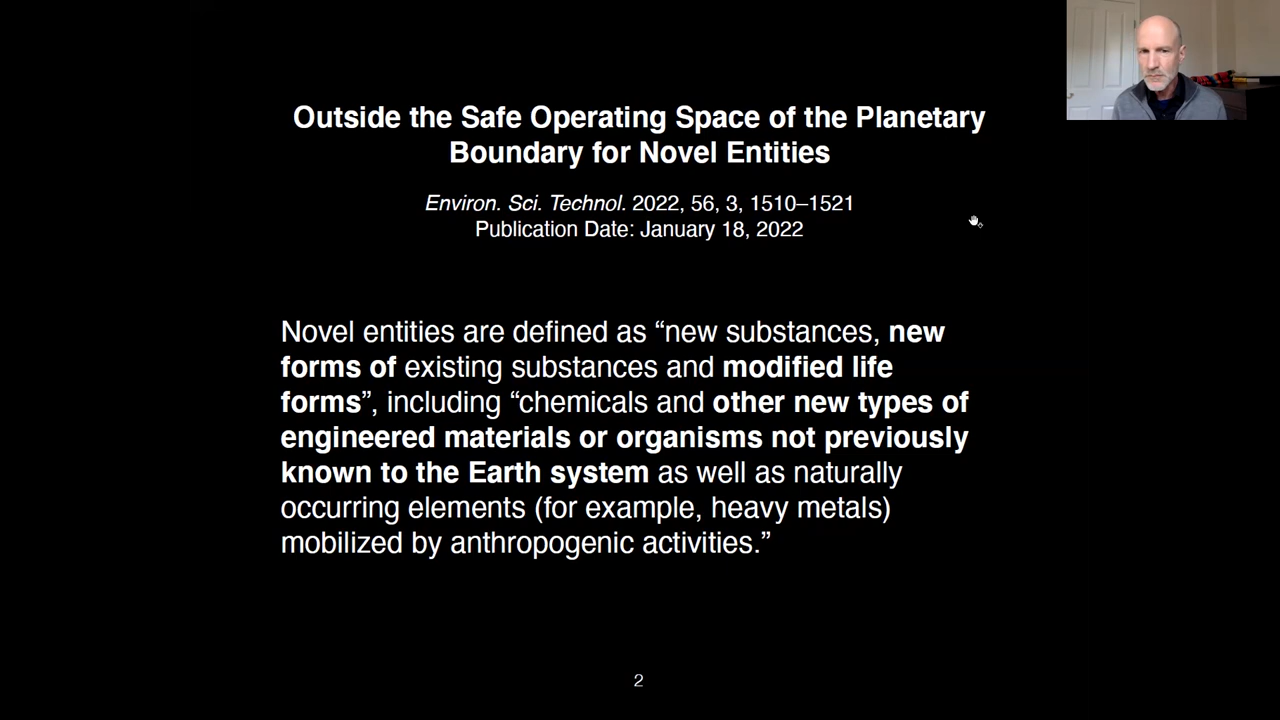 Outside the Safe Operating Space of the Planetary
Boundary for Novel Entities
Environ. Sci. Technol. 2022, 56, 3, 1510–1521
Publication Date: January 18, 2022
Novel entities are defined as “new substances, new
forms of existing substances and modified life
forms”, including “chemicals and other new types of
engineered materials or organisms not previously
known to the Earth system as well as naturally
occurring elements (for example, heavy metals)
mobilized by anthropogenic activities.”
2